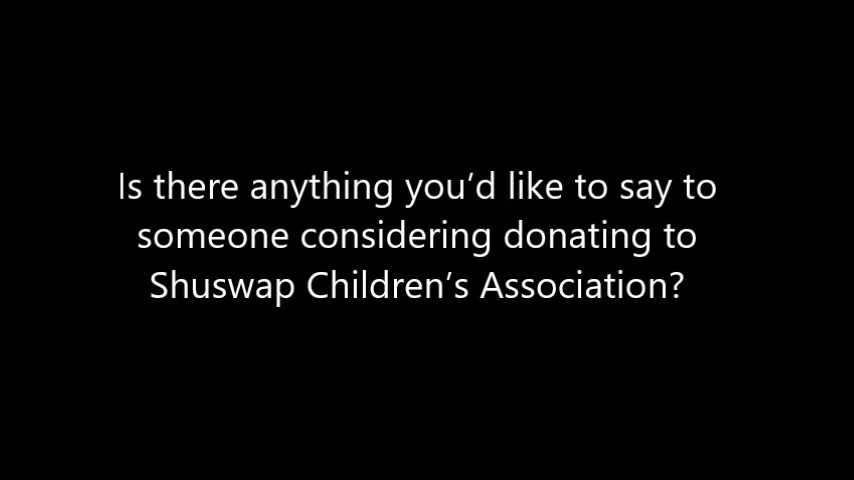 Is there anything you’d like to say to
someone considering donating to
Shuswap Children’s Association?